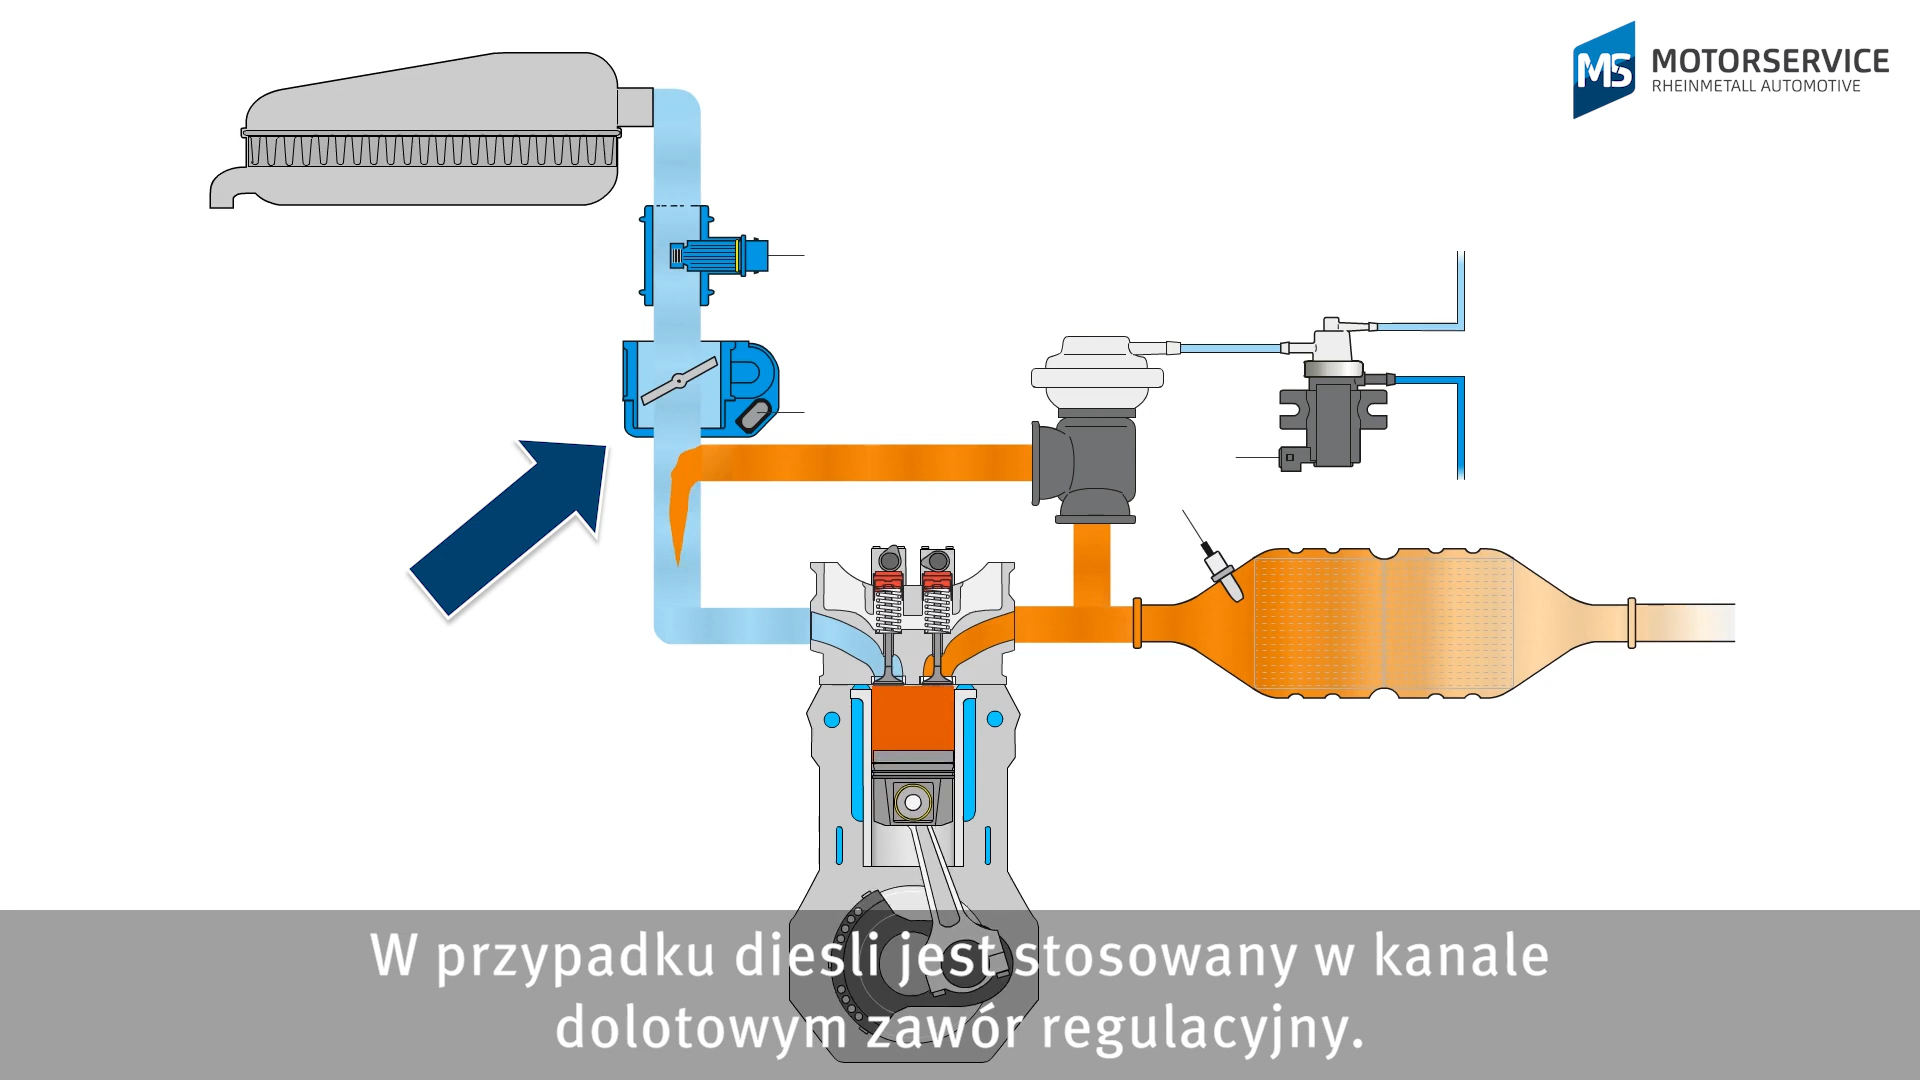 MS MOTORSERVICE
RHEINMETALL AUTOMOTIVE
W przypadku diesli jest stosowany w kanale
dolotowym zawór regulacyjny.